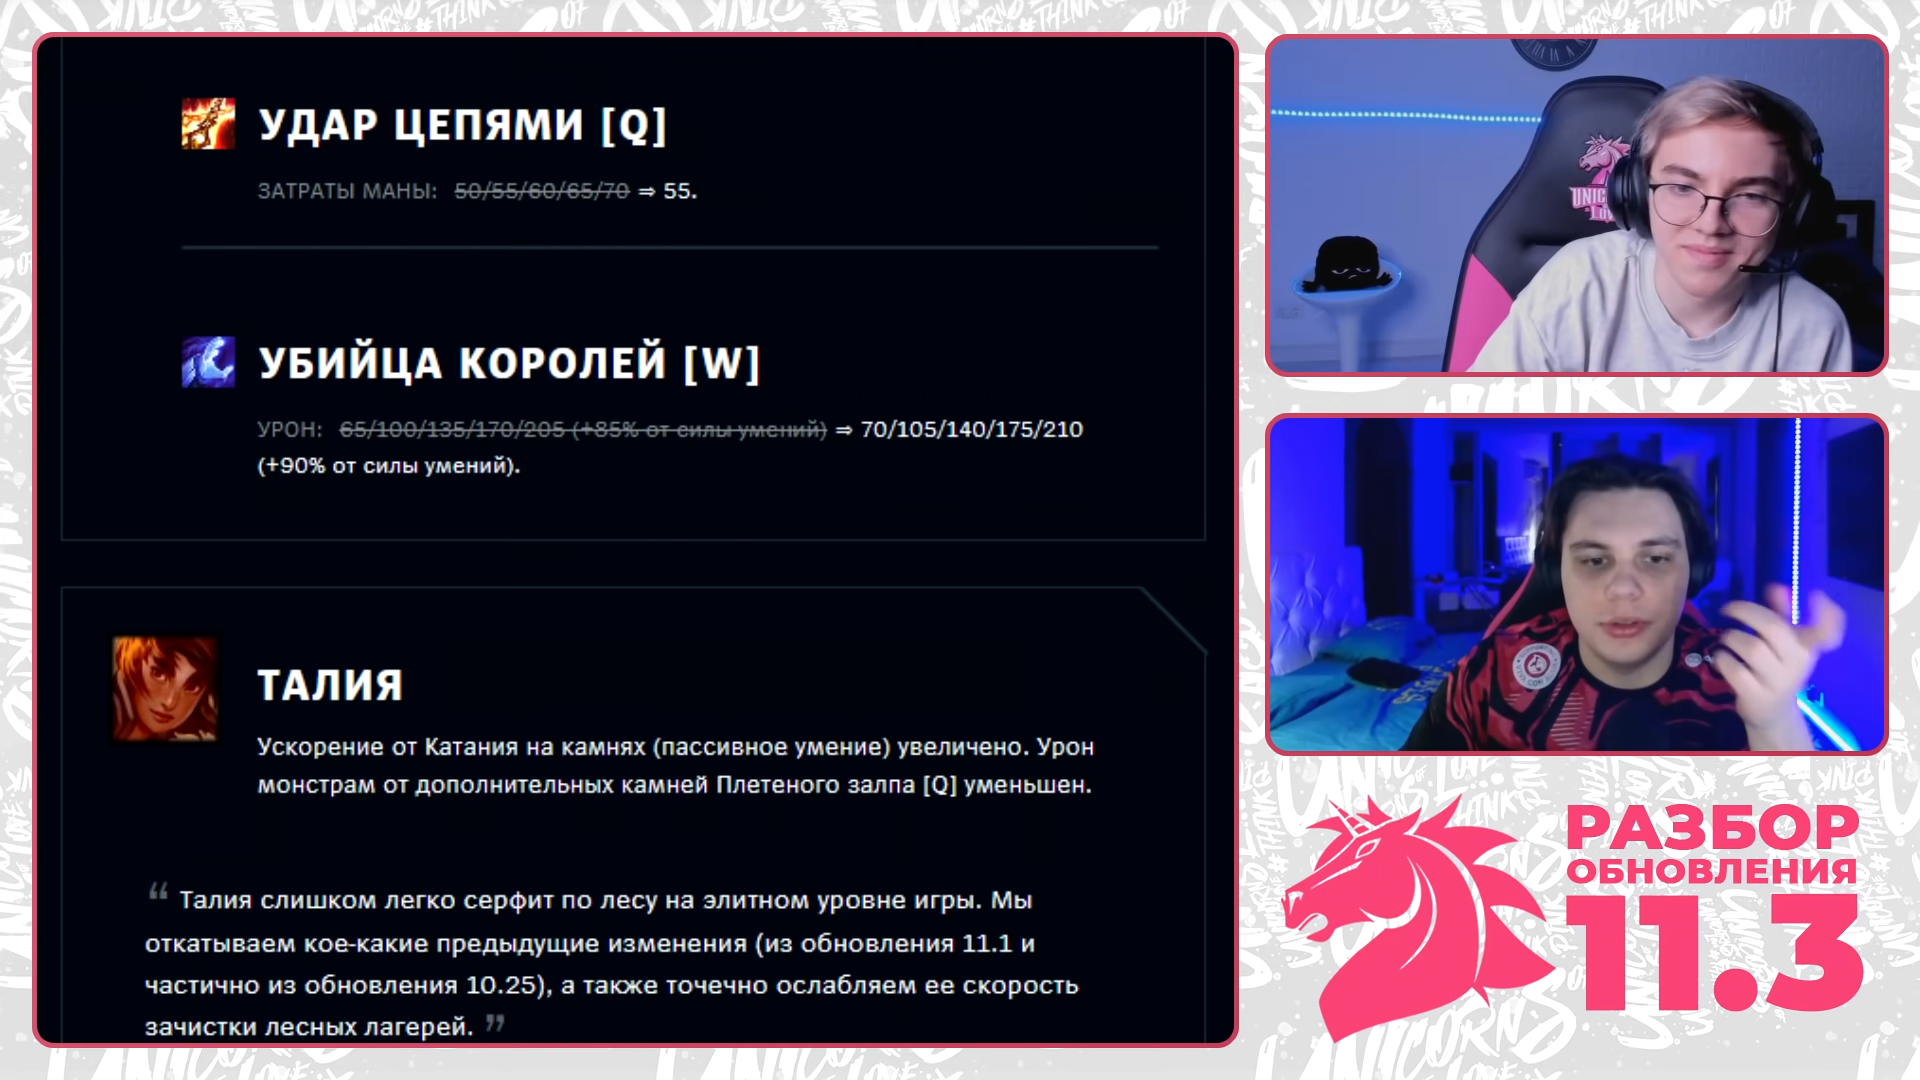 УДАР ЦЕПЯМИ [Q]
ЗАТРАТЫ МАНЫ: 50/55/60/65/70 ⇒ 55.
УБИЙЦА КОРОЛЕЙ [W]
УРОН: 65/100/135/170/205 (+85% от силы умений) ⇒ 70/105/140/175/210
(+90% от силы умений).
ТАЛИЯ
Ускорение от Катания на камнях (пассивное умение) увеличено. Урон
монстрам от дополнительных камней Плетеного залпа [Q] уменьшен.
“ Талия слишком легко серфит по лесу на элитном уровне игры. Мы
откатываем кое-какие предыдущие изменения (из обновления 11.1 и
частично из обновления 10.25), а также точечно ослабляем ее скорость
зачистки лесных лагерей. ”
РАЗБОР
ОБНОВЛЕНИЯ
11.3